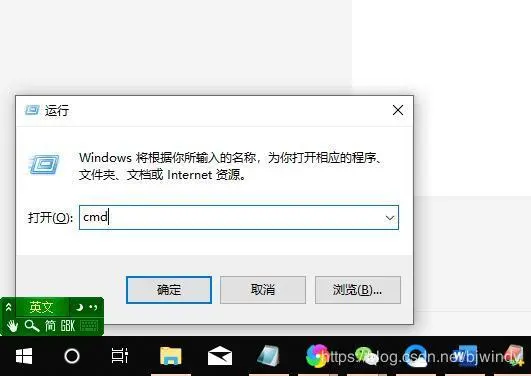 运行
Windows 将根据你所输入的名称，为你打开相应的程序、
文件夹、文档或 Internet 资源。
打开(O): cmd
确定 取消 浏览(B)...
英文
简 GBK
https://blog.csdn.net/bjwindy